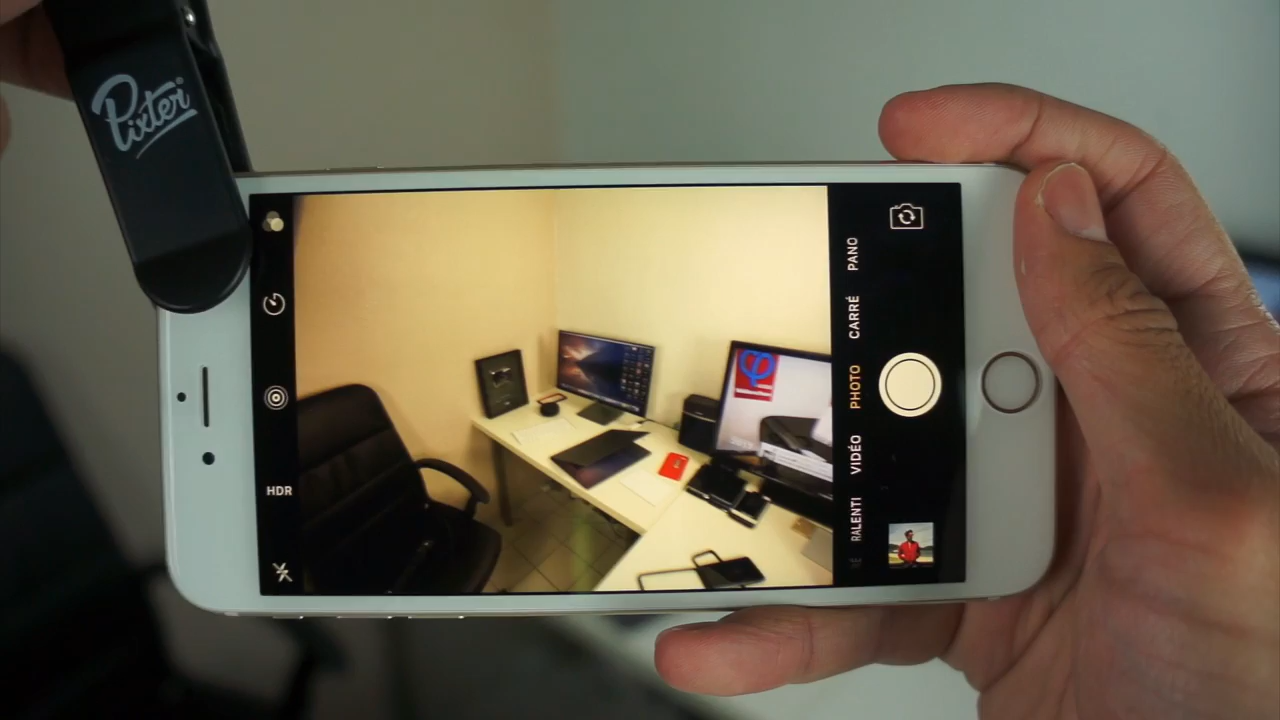 Pixter
HDR
PANO
CARRÉ
PHOTO
VIDÉO
RALENTI